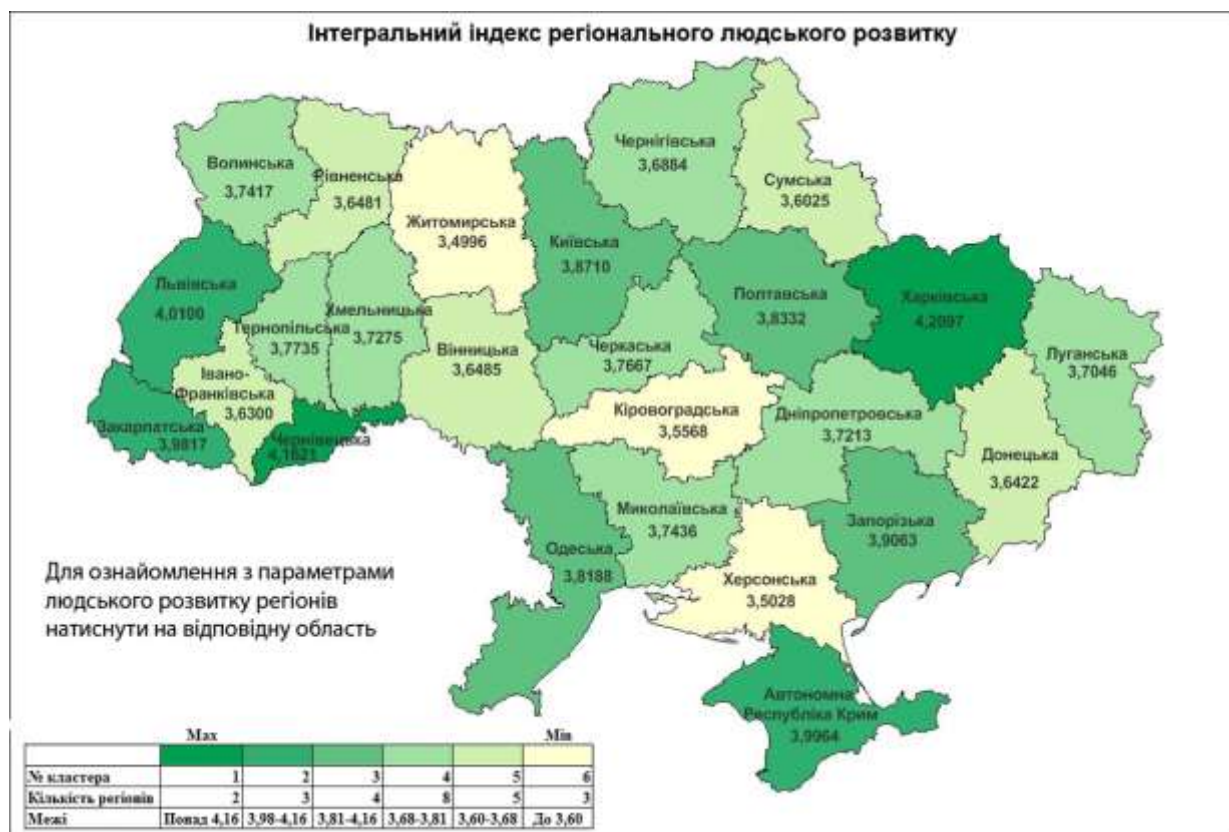 Інтегральний індекс регіонального людського розвитку
Волинська
3,7417
Рівненська
3,6481
Житомирська
3,4996
Київська
3,8710
Чернігівська
3,6884
Сумська
3,6025
Львівська
4,0100
Тернопільська
3,7735
Хмельницька
3,7275
Вінницька
3,6485
Черкаська
3,7667
Полтавська
3,8332
Харківська
4,2097
Луганська
3,7046
Івано-
Франківська
3,6300
Закарпатська
3,9817
Чернівецька
4,1621
Кіровоградська
3,5568
Дніпропетровська
3,7213
Донецька
3,6422
Одеська
3,8188
Миколаївська
3,7436
Запорізька
3,9063
Херсонська
3,5028
Автономна
Республіка Крим
3,9964
Для ознайомлення з параметрами
людського розвитку регіонів
натиснути на відповідну область
Max Min
№ кластера 1 2 3 4 5 6
Кількість регіонів 2 3 4 8 5 3
Межі Понад 4,16 3,98-4,16 3,81-4,16 3,68-3,81 3,60-3,68 До 3,60